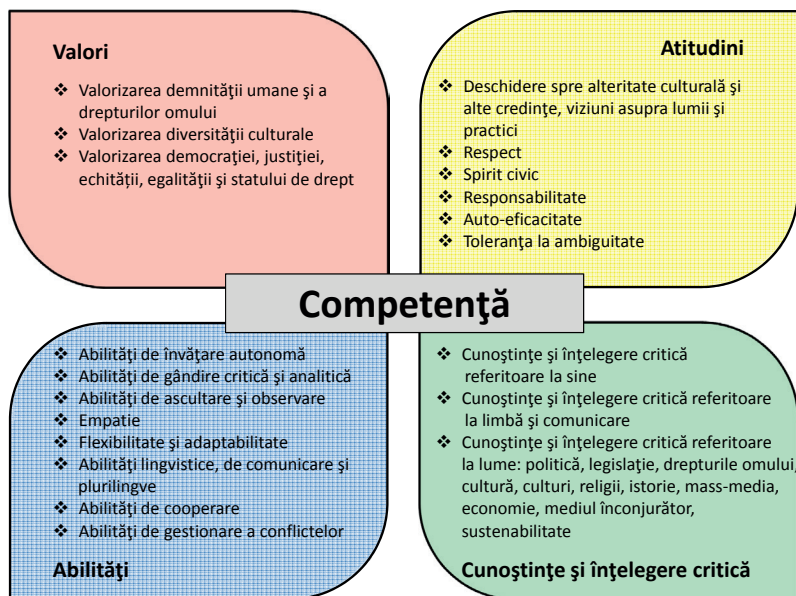 Valori
❖ Valorizarea demnităţii umane şi a
drepturilor omului
❖ Valorizarea diversităţii culturale
❖ Valorizarea democraţiei, justiţiei,
echității, egalităţii şi statului de drept
Atitudini
❖ Deschidere spre alteritate culturală şi
alte credinţe, viziuni asupra lumii şi
practici
❖ Respect
❖ Spirit civic
❖ Responsabilitate
❖ Auto-eficacitate
❖ Toleranţa la ambiguitate
Competenţă
❖ Abilităţi de învăţare autonomă
❖ Abilităţi de gândire critică şi analitică
❖ Abilităţi de ascultare şi observare
❖ Empatie
❖ Flexibilitate şi adaptabilitate
❖ Abilităţi lingvistice, de comunicare şi
plurilingve
❖ Abilităţi de cooperare
❖ Abilităţi de gestionare a conflictelor
Abilităţi
❖ Cunoştinţe şi înţelegere critică
referitoare la sine
❖ Cunoştinţe şi înţelegere critică referitoare
la limbă şi comunicare
❖ Cunoştinţe şi înţelegere critică referitoare
la lume: politică, legislaţie, drepturile omului,
cultură, culturi, religii, istorie, mass-media,
economie, mediul înconjurător,
sustenabilitate
Cunoştinţe şi înţelegere critică